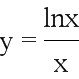 y = lnx/x